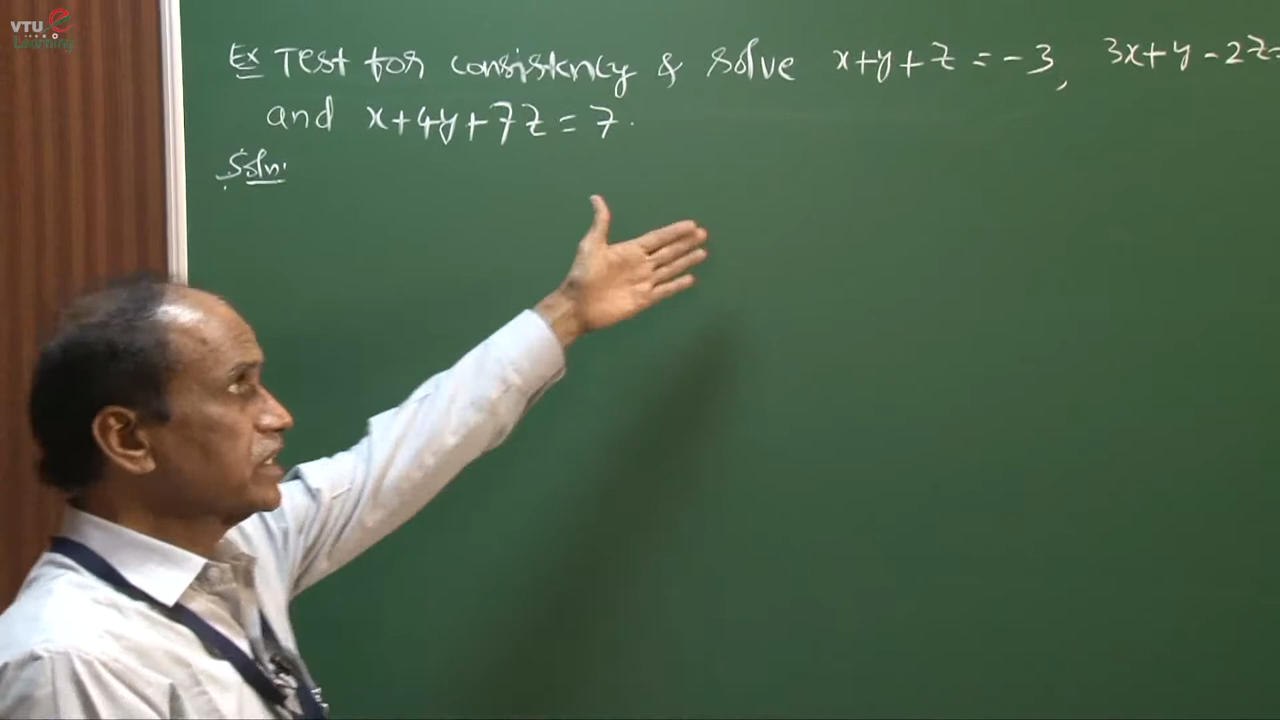 VTU e
Learning
Ex Test for consistency & solve x+y+z=-3, 3x+y-2z=
and x+4y+7z=7.
Soln.